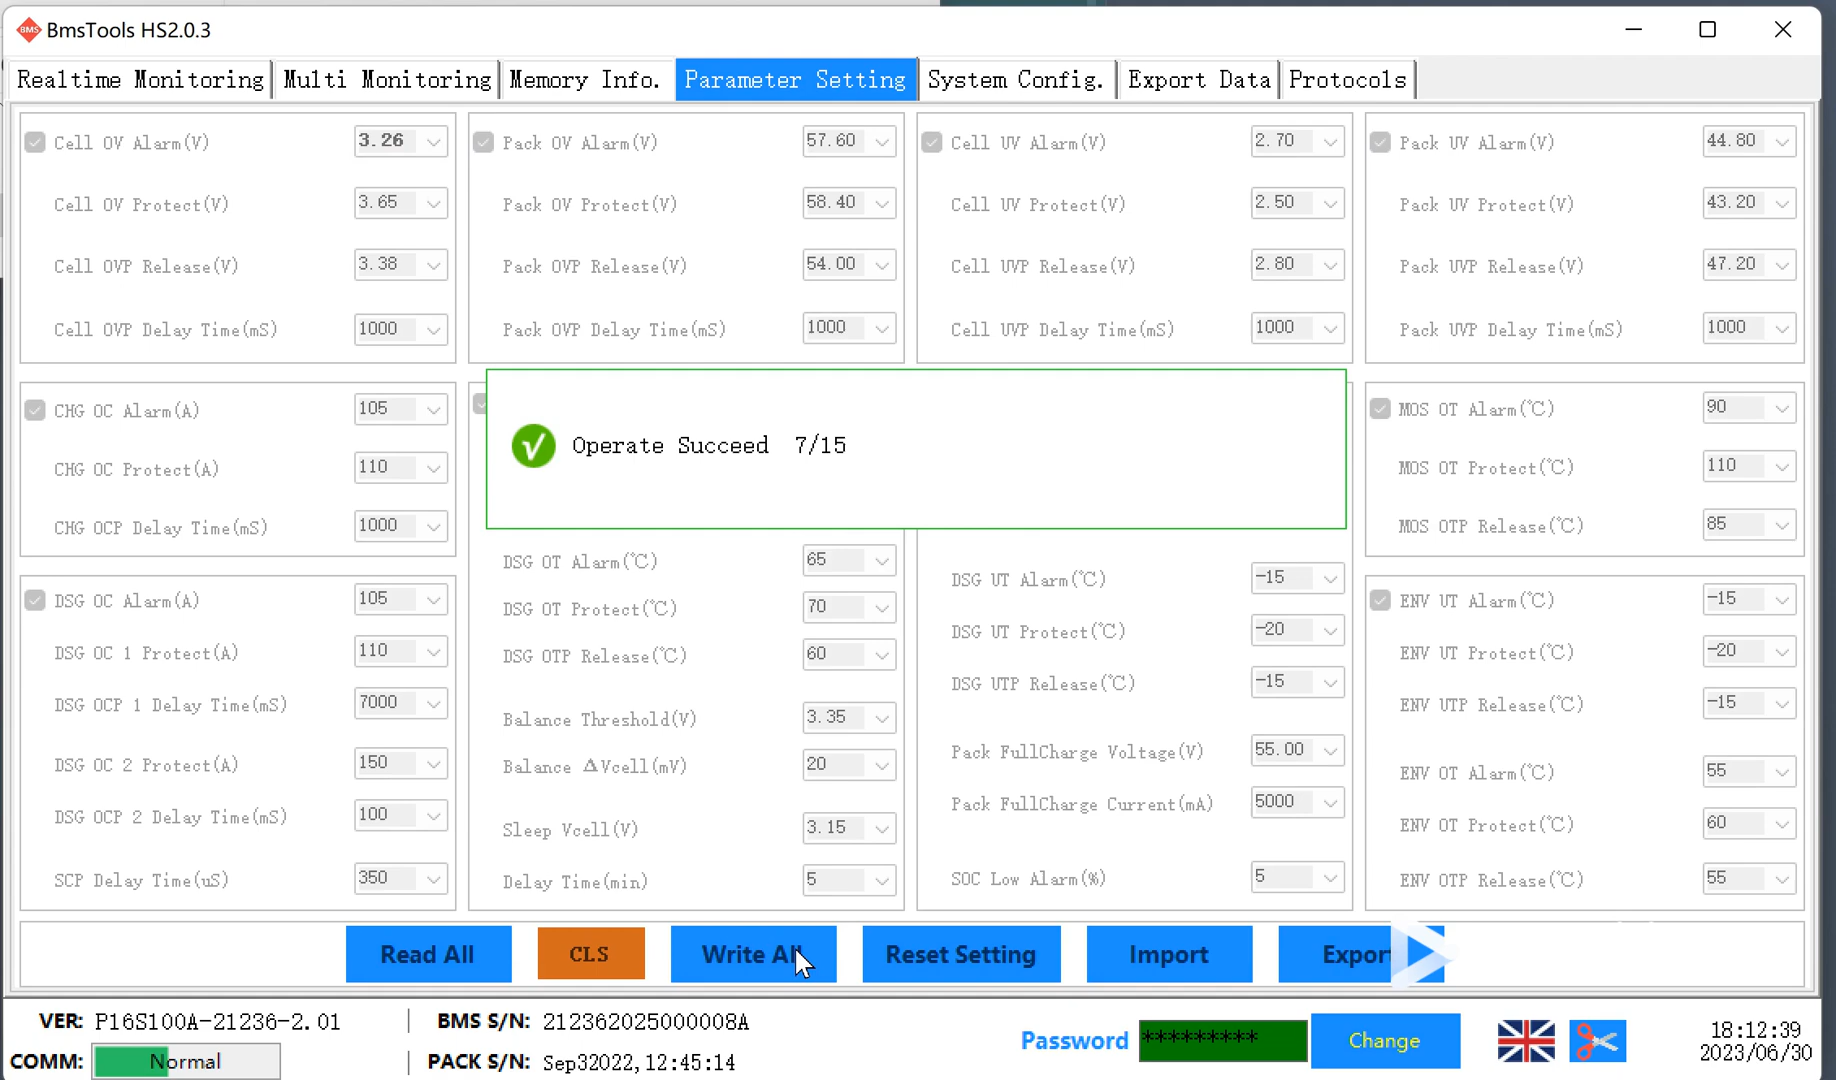 BMS BmsTools HS2.0.3
Realtime Monitoring Multi Monitoring Memory Info. Parameter Setting System Config. Export Data Protocols
Cell OV Alarm(V) 3.26 Pack OV Alarm(V) 57.60 Cell UV Alarm(V) 2.70 Pack UV Alarm(V) 44.80
Cell OV Protect(V) 3.65 Pack OV Protect(V) 58.40 Cell UV Protect(V) 2.50 Pack UV Protect(V) 43.20
Cell OVP Release(V) 3.38 Pack OVP Release(V) 54.00 Cell UVP Release(V) 2.80 Pack UVP Release(V) 47.20
Cell OVP Delay Time(mS) 1000 Pack OVP Delay Time(mS) 1000 Cell UVP Delay Time(mS) 1000 Pack UVP Delay Time(mS) 1000
CHG OC Alarm(A) 105
CHG OC Protect(A) 110
CHG OCP Delay Time(mS) 1000
Operate Succeed 7/15
MOS OT Alarm(℃) 90
MOS OT Protect(℃) 110
MOS OTP Release(℃) 85
DSG OC Alarm(A) 105
DSG OC 1 Protect(A) 110
DSG OCP 1 Delay Time(mS) 7000
DSG OC 2 Protect(A) 150
DSG OCP 2 Delay Time(mS) 100
SCP Delay Time(uS) 350
DSG OT Alarm(℃) 65
DSG OT Protect(℃) 70
DSG OTP Release(℃) 60
Balance Threshold(V) 3.35
Balance ΔVcell(mV) 20
Sleep Vcell(V) 3.15
Delay Time(min) 5
DSG UT Alarm(℃) -15
DSG UT Protect(℃) -20
DSG UTP Release(℃) -15
Pack FullCharge Voltage(V) 55.00
Pack FullCharge Current(mA) 5000
SOC Low Alarm(%) 5
ENV UT Alarm(℃) -15
ENV UT Protect(℃) -20
ENV UTP Release(℃) -15
ENV OT Alarm(℃) 55
ENV OT Protect(℃) 60
ENV OTP Release(℃) 55
Read All CLS Write All Reset Setting Import Export
VER: P16S100A-21236-2.01 BMS S/N: 212362025000008A
COMM: Normal PACK S/N: Sep32022,12:45:14
Password ********* Change
18:12:39
2023/06/30